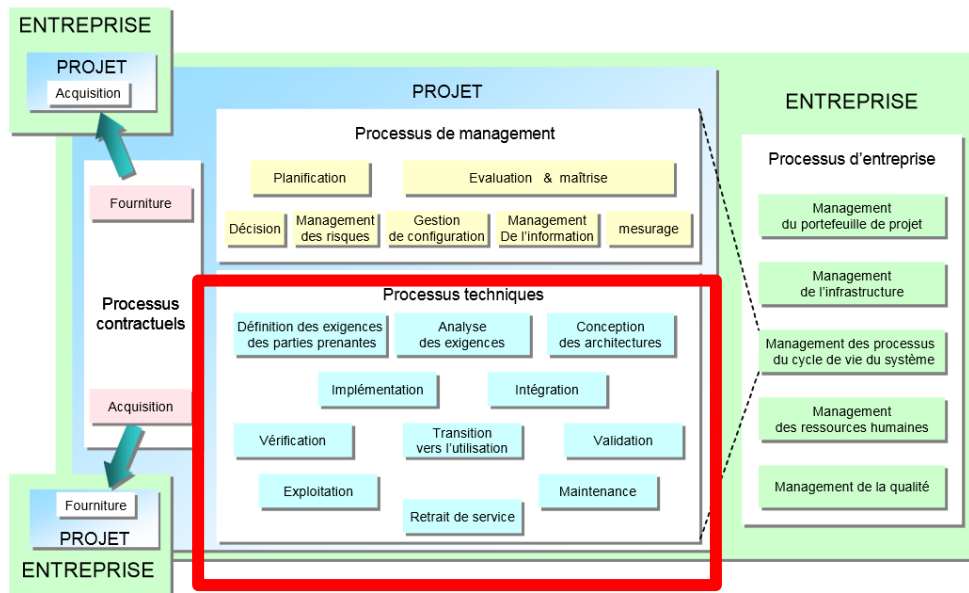 ENTREPRISE
PROJET
Acquisition
PROJET
ENTREPRISE
Processus de management
Planification
Evaluation & maîtrise
Décision
Management
des risques
Gestion
de configuration
Management
De l'information
mesurage
Fourniture
Processus
contractuels
Acquisition
Processus techniques
Définition des exigences
des parties prenantes
Analyse
des exigences
Conception
des architectures
Implémentation
Intégration
Vérification
Transition
vers l'utilisation
Validation
Exploitation
Maintenance
Retrait de service
Processus d'entreprise
Management
du portefeuille de projet
Management
de l'infrastructure
Management des processus
du cycle de vie du système
Management
des ressources humaines
Management de la qualité
Fourniture
PROJET
ENTREPRISE